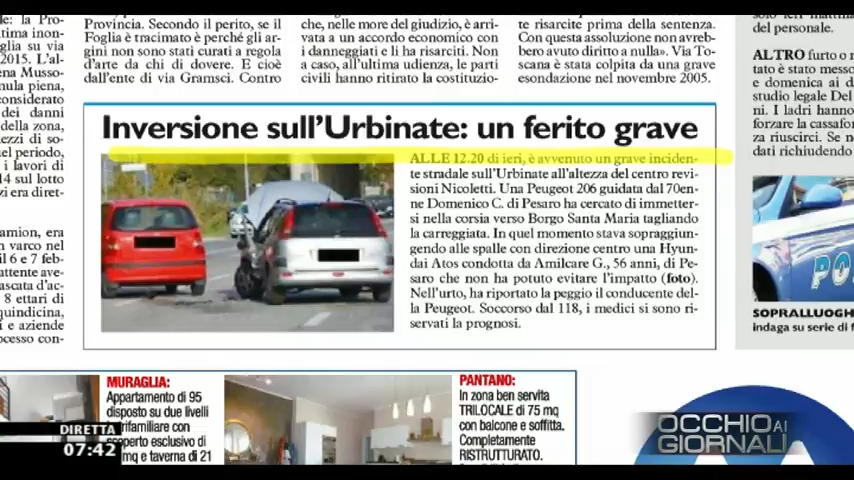 Provincia. Secondo il perito, se il
Foglia è tracimato è perché gli ar-
gini non sono stati curati a regola
d'arte da chi di dovere. E cioè
dall'ente di via Gramsci. Contro
che, nelle more del giudizio, è arri-
vata a un accordo economico con
i danneggiati e li ha risarciti. Non
a caso, all'ultima udienza, le parti
civili hanno ritirato la costituzio-
te risarcite prima della sentenza.
Con questa assoluzione non avreb-
bero avuto diritto a nulla». Via To-
scana è stata colpita da una grave
esondazione nel novembre 2005.
del personale.
ALTRO furto o
tato è stato messo
e domenica ai d
studio legale Del
ni. I ladri hanno
forzare la cassafor
za riuscirci. Se n
dati richiudendo
Inversione sull'Urbinate: un ferito grave
ALLE 12.20 di ieri, è avvenuto un grave inciden-
te stradale sull'Urbinate all'altezza del centro revi-
sioni Nicoletti. Una Peugeot 206 guidata dal 70en-
ne Domenico C. di Pesaro ha cercato di immetter-
si nella corsia verso Borgo Santa Maria tagliando
la carreggiata. In quel momento stava sopraggiun-
gendo alle spalle con direzione centro una Hyun-
dai Atos condotta da Amilcare G., 56 anni, di Pe-
saro che non ha potuto evitare l'impatto (foto).
Nell'urto, ha riportato la peggio il conducente del-
la Peugeot. Soccorso dal 118, i medici si sono ri-
servati la prognosi.
SOPRALLUOGH
indaga su serie di f
MURAGLIA:
Appartamento di 95
disposto su due livelli
rifamiliare con
operto esclusivo di
mq e taverna di 21
PANTANO:
In zona ben servita
TRILOCALE di 75 mq
con balcone e soffitta.
Completamente
RISTRUTTURATO.
DIRETTA
07:42
OCCHIO AI
GIORNALI